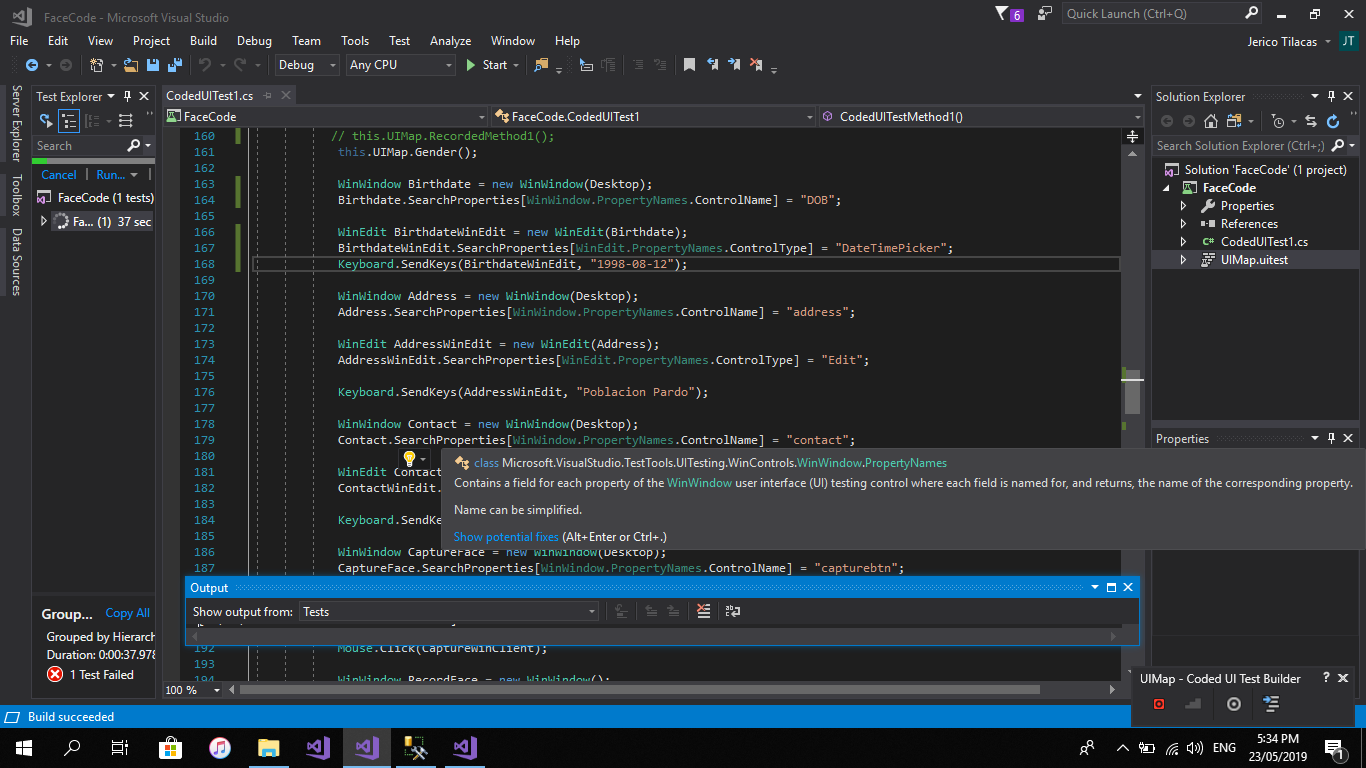 FaceCode - Microsoft Visual Studio
6
Quick Launch (Ctrl+Q)
File Edit View Project Build Debug Team Tools Test Analyze Window Help
Jerico Tilacas JT
Debug Any CPU Start
Server Explorer
Toolbox
Data Sources
Test Explorer
Search
Cancel Run...
FaceCode (1 tests)
Fa... (1) 37 sec
Group... Copy All
Grouped by Hierarch
Duration: 0:00:37.978
1 Test Failed
CodedUITest1.cs
FaceCode FaceCode.CodedUITest1 CodedUITestMethod1()
160 // this.UIMap.RecordedMethod1();
161 this.UIMap.Gender();
162
163 WinWindow Birthdate = new WinWindow(Desktop);
164 Birthdate.SearchProperties[WinWindow.PropertyNames.ControlName] = "DOB";
165
166 WinEdit BirthdateWinEdit = new WinEdit(Birthdate);
167 BirthdateWinEdit.SearchProperties[WinEdit.PropertyNames.ControlType] = "DateTimePicker";
168 Keyboard.SendKeys(BirthdateWinEdit, "1998-08-12");
169
170 WinWindow Address = new WinWindow(Desktop);
171 Address.SearchProperties[WinWindow.PropertyNames.ControlName] = "address";
172
173 WinEdit AddressWinEdit = new WinEdit(Address);
174 AddressWinEdit.SearchProperties[WinEdit.PropertyNames.ControlType] = "Edit";
175
176 Keyboard.SendKeys(AddressWinEdit, "Poblacion Pardo");
177
178 WinWindow Contact = new WinWindow(Desktop);
179 Contact.SearchProperties[WinWindow.PropertyNames.ControlName] = "contact";
180
181 WinEdit Contact
182 ContactWinEdit.
183
184 Keyboard.SendKe
185
186 WinWindow CaptureFace = new WinWindow(Desktop);
187 CaptureFace.SearchProperties[WinWindow.PropertyNames.ControlName] = "capturebtn";
class Microsoft.VisualStudio.TestTools.UITesting.WinControls.WinWindow.PropertyNames
Contains a field for each property of the WinWindow user interface (UI) testing control where each field is named for, and returns, the name of the corresponding property.
Name can be simplified.
Show potential fixes (Alt+Enter or Ctrl+.)
Output
Show output from: Tests
192 Mouse.Click(CaptureWinClient);
193
194 WinWindow RecordFace = new WinWindow();
100 %
Solution Explorer
Search Solution Explorer (Ctrl+;)
Solution 'FaceCode' (1 project)
FaceCode
Properties
References
C# CodedUITest1.cs
UIMap.uitest
Properties
UIMap - Coded UI Test Builder ?
Build succeeded
ENG
5:34 PM
23/05/2019
1